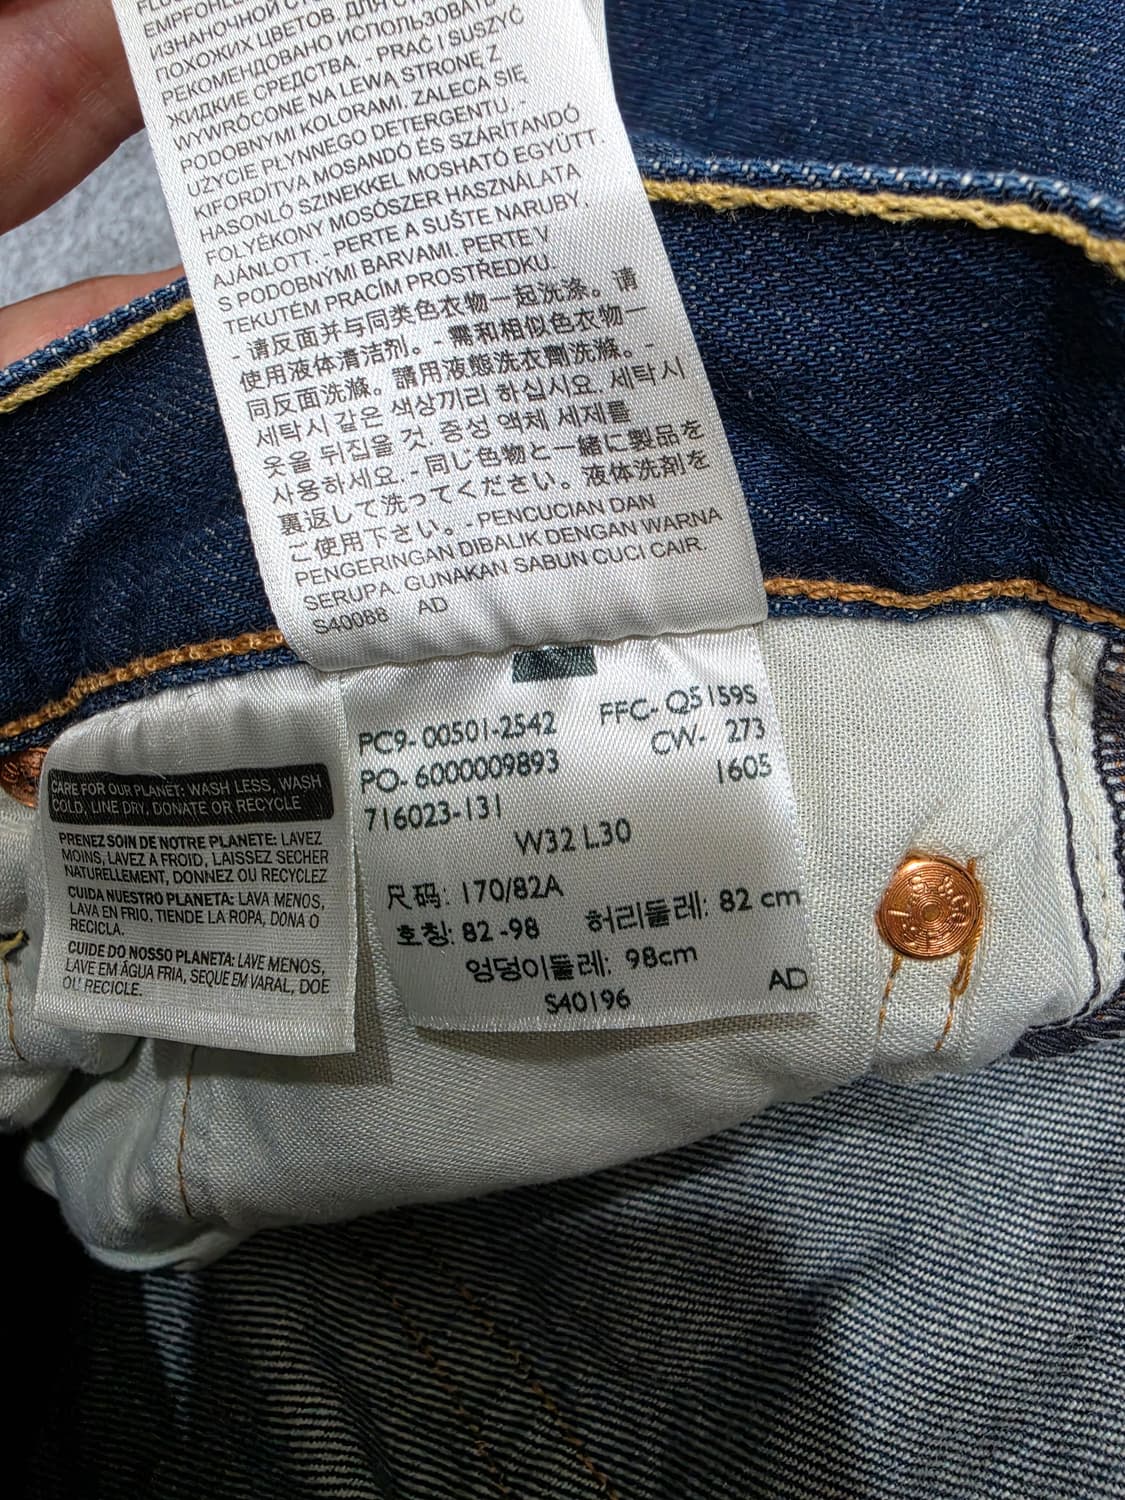 ИЗНАНОЧНОЙ
ПОХОЖИХ ЦВЕТОВ. ДЛЯ
РЕКОМЕНДОВАНО ИСПОЛЬЗОВАТЬ
ЖИДКИЕ СРЕДСТВА. - PRAĆ I SUSZYĆ
WYWRÓCONE NA LEWĄ STRONĘ Z
PODOBNYMI KOLORAMI. ZALECA SIĘ
UŻYCIE PŁYNNEGO DETERGENTU. -
KIFORDÍTVA MOSANDÓ ÉS SZÁRÍTANDÓ
HASONLÓ SZINEKKEL MOSHATÓ EGYÜTT.
FOLYÉKONY MOSÓSZER HASZNÁLATA
AJÁNLOTT. - PERTE A SUŠTE NARUBY.
S PODOBNÝMI BARVAMI. PERTE V
TEKUTÉM PRACÍM PROSTŘEDKU.
- 请反面并与同类色衣物一起洗涤。请
使用液体清洁剂。- 需和相似色衣物一
同反面洗滌。請用液態洗衣劑洗滌。-
세탁시 같은 색상끼리 하십시요. 세탁시
옷을 뒤집을 것. 중성 액체 세제를
사용하세요. - 同じ色物と一緒に製品を
裏返して洗ってください。液体洗剤を
ご使用下さい。- PENCUCIAN DAN
PENGERINGAN DIBALIK DENGAN WARNA
SERUPA. GUNAKAN SABUN CUCI CAIR.
S40088 AD
CARE FOR OUR PLANET: WASH LESS, WASH
COLD, LINE DRY, DONATE OR RECYCLE
PRENEZ SOIN DE NOTRE PLANETE: LAVEZ
MOINS, LAVEZ A FROID, LAISSEZ SECHER
NATURELLEMENT, DONNEZ OU RECYCLEZ
CUIDA NUESTRO PLANETA: LAVA MENOS,
LAVA EN FRIO, TIENDE LA ROPA, DONA O
RECICLA.
CUIDE DO NOSSO PLANETA: LAVE MENOS,
LAVE EM ÁGUA FRIA, SEQUE EM VARAL, DOE
OU RECICLE.
PC9- 00501-2542 FFC- Q5159S
PO- 6000009893 CW- 273
716023-131 1605
W32 L30
尺码: 170/82A
호칭: 82 -98 허리둘레: 82 cm
엉덩이둘레: 98cm
S40196 AD